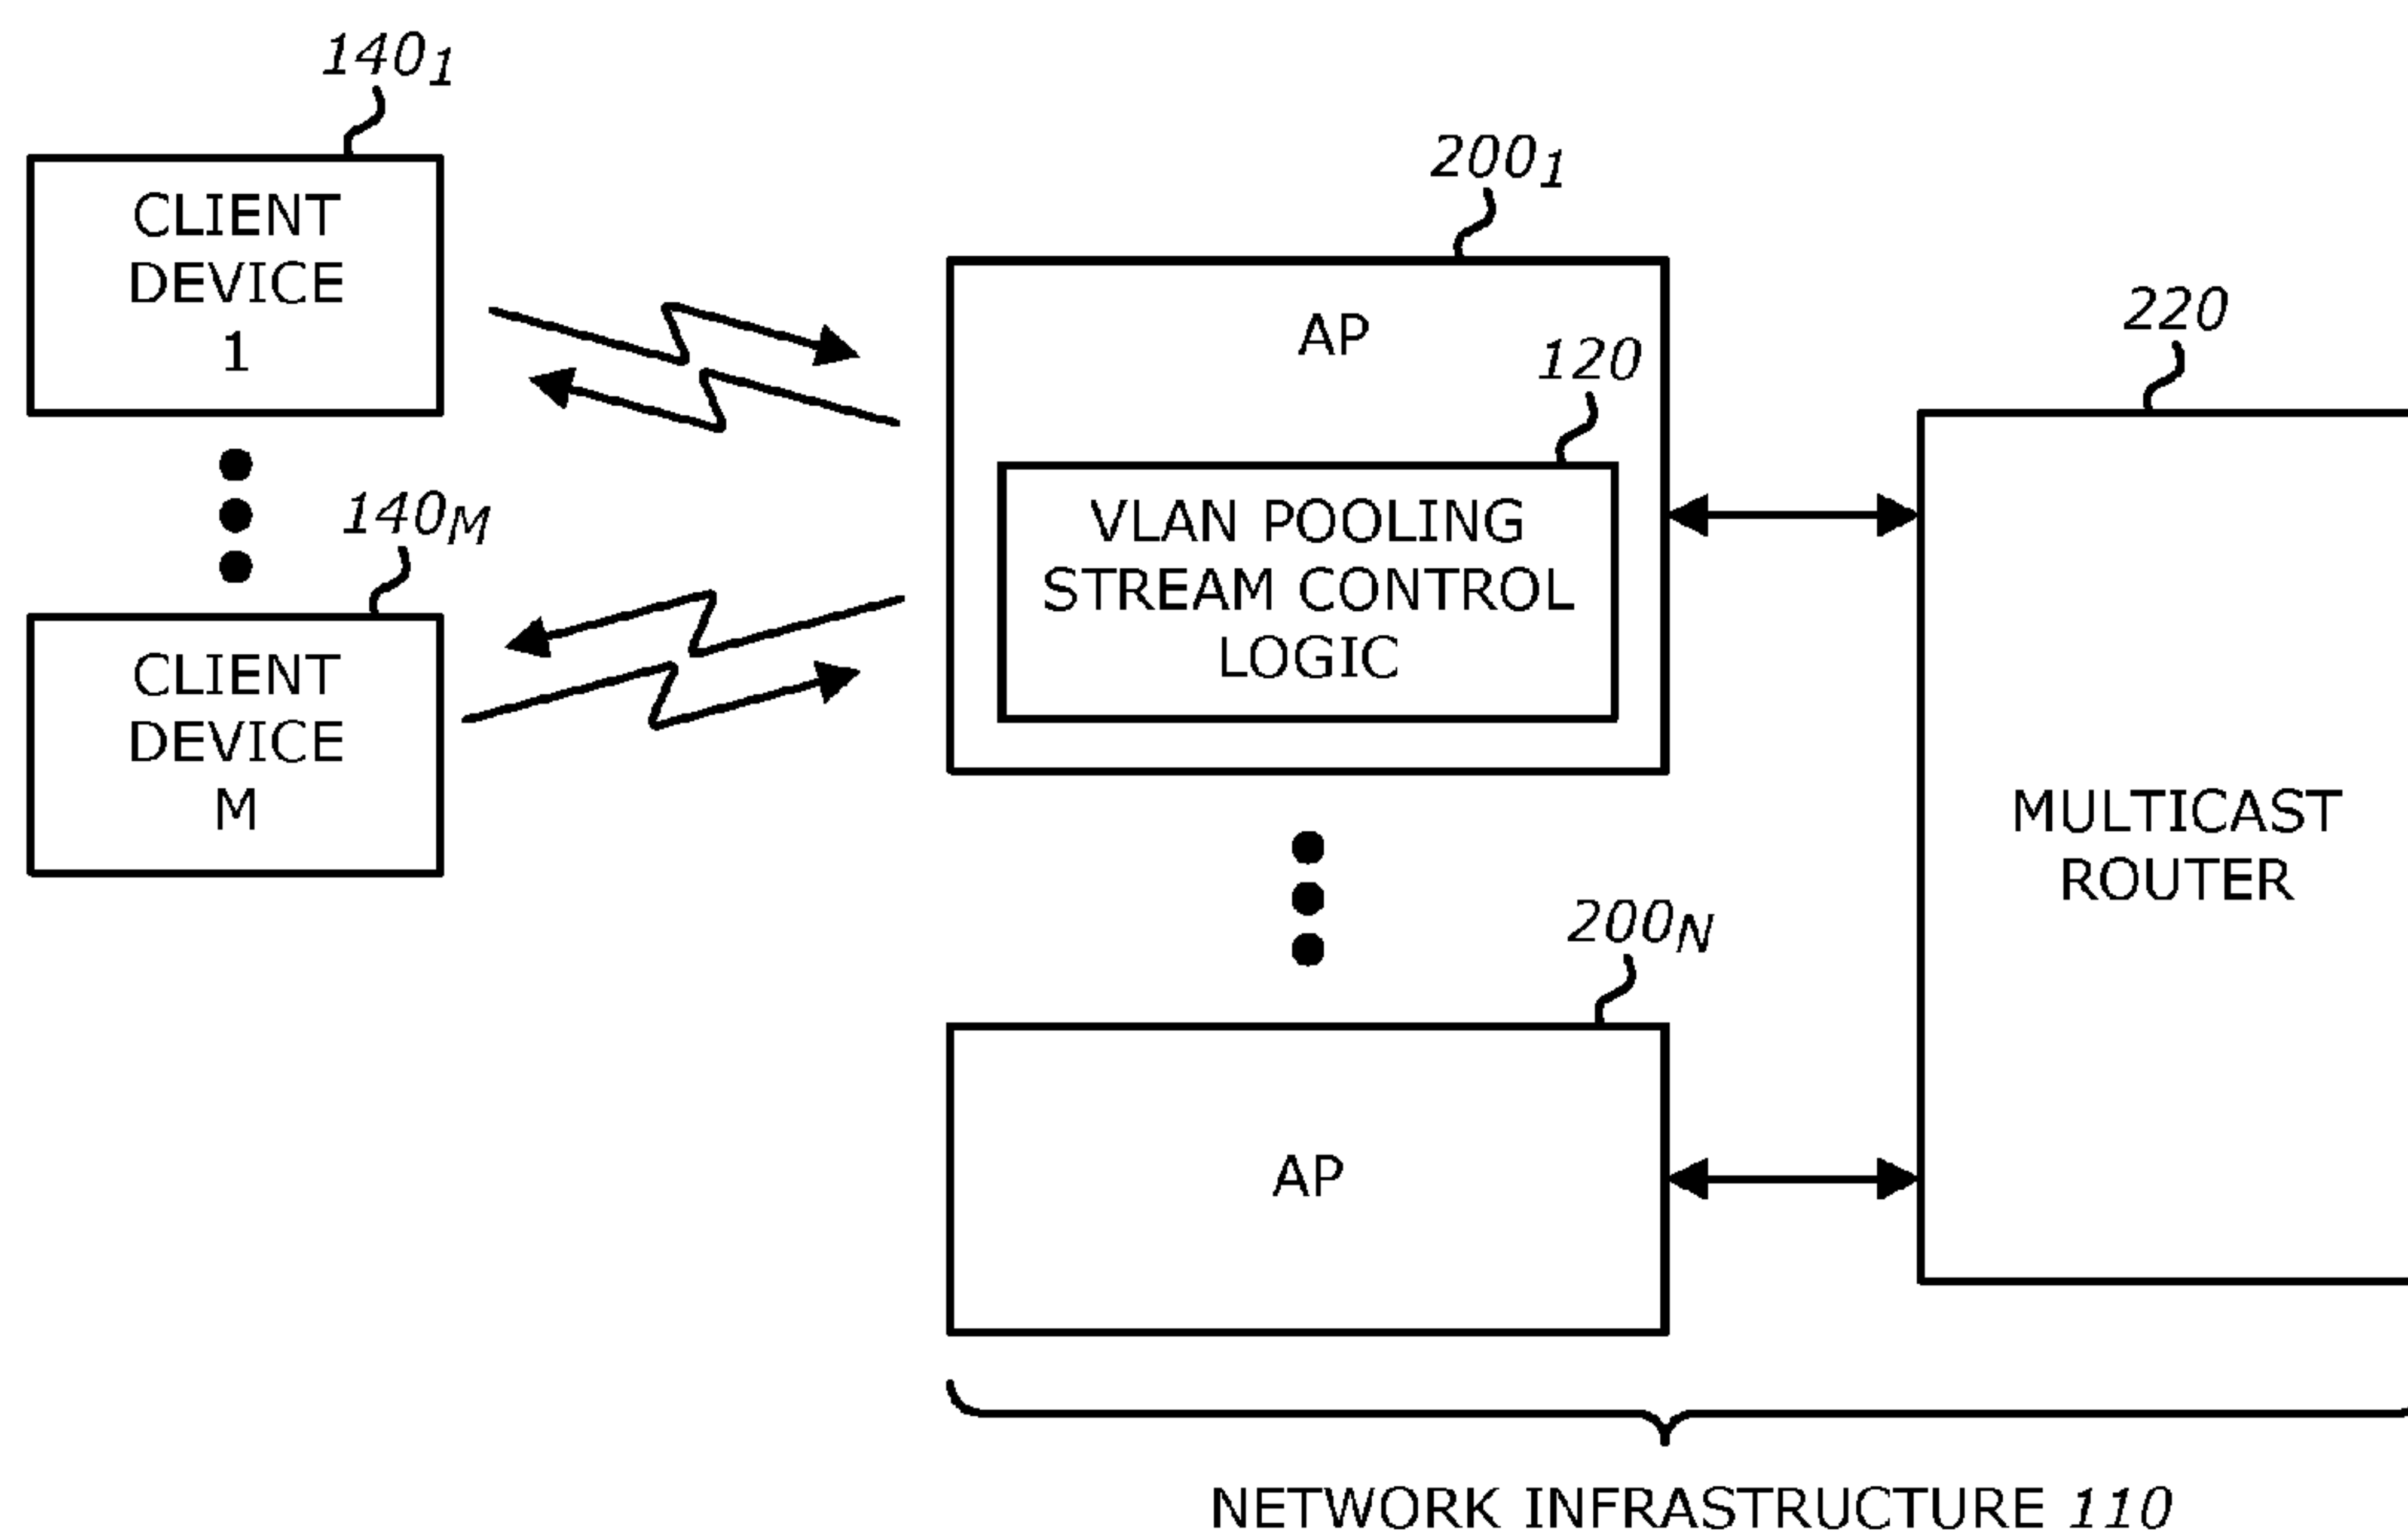 140₁
CLIENT
DEVICE
1
140M
CLIENT
DEVICE
M
200₁
AP
120
VLAN POOLING
STREAM CONTROL
LOGIC
200N
AP
220
MULTICAST
ROUTER
NETWORK INFRASTRUCTURE 110